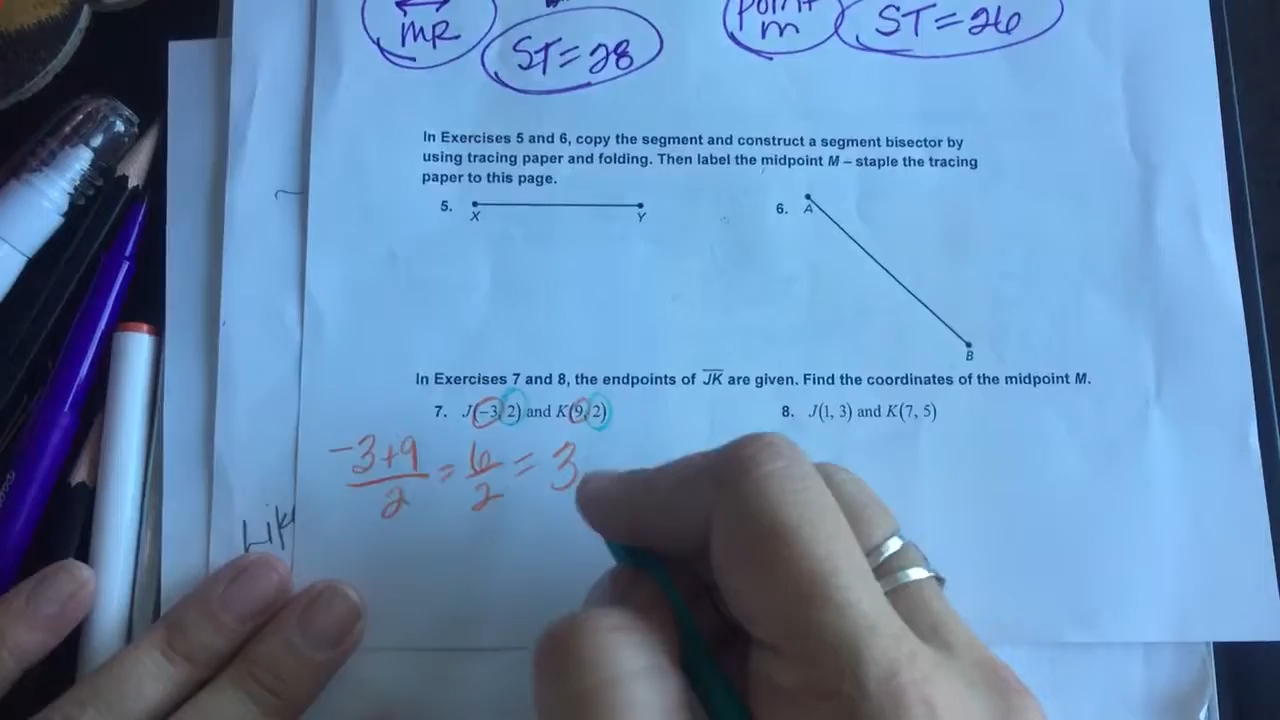 MR
ST=28
point
m
ST=26
In Exercises 5 and 6, copy the segment and construct a segment bisector by
using tracing paper and folding. Then label the midpoint M – staple the tracing
paper to this page.
5. X Y
6. A
B
In Exercises 7 and 8, the endpoints of JK are given. Find the coordinates of the midpoint M.
7. J(−3, 2) and K(9, 2)
8. J(1, 3) and K(7, 5)
-3+9 / 2 = 6 / 2 = 3